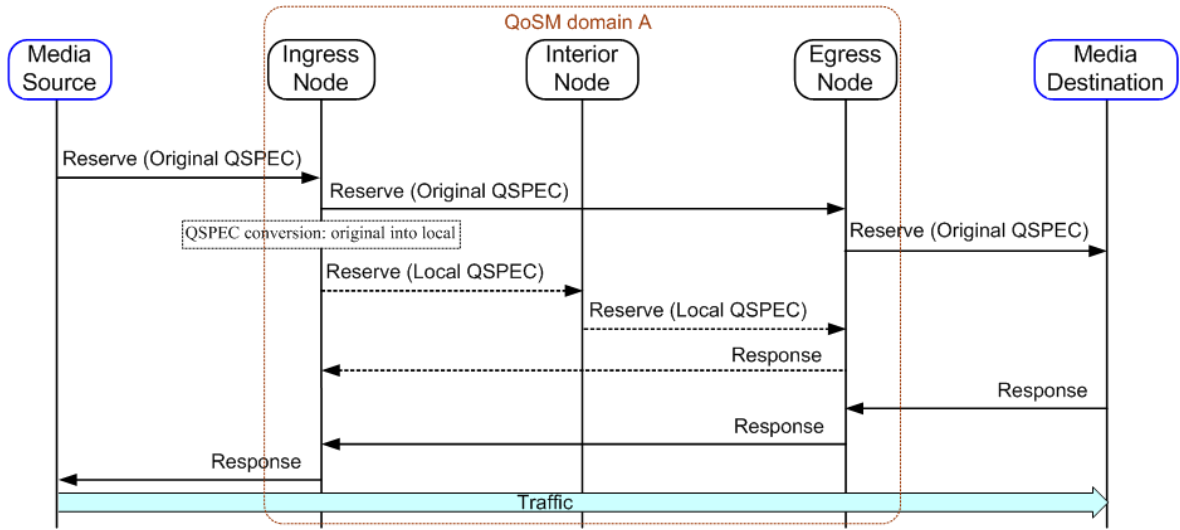 QoSM domain A
Media
Source
Ingress
Node
Interior
Node
Egress
Node
Media
Destination
Reserve (Original QSPEC)
Reserve (Original QSPEC)
QSPEC conversion: original into local
Reserve (Original QSPEC)
Reserve (Local QSPEC)
Reserve (Local QSPEC)
Response
Response
Response
Response
Traffic